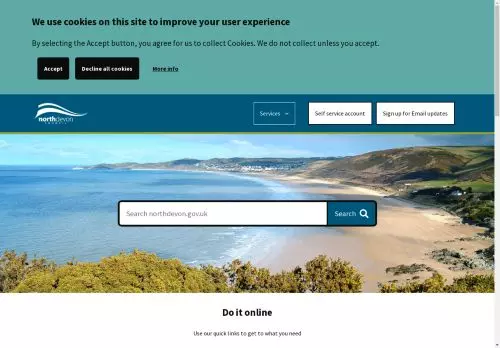 We use cookies on this site to improve your user experience
By selecting the Accept button, you agree for us to collect Cookies. We do not collect unless you accept.
Accept
Decline all cookies
More info
northdevon
Services
Self service account
Sign up for Email updates
Search northdevon.gov.uk
Search
Do it online
Use our quick links to get to what you need